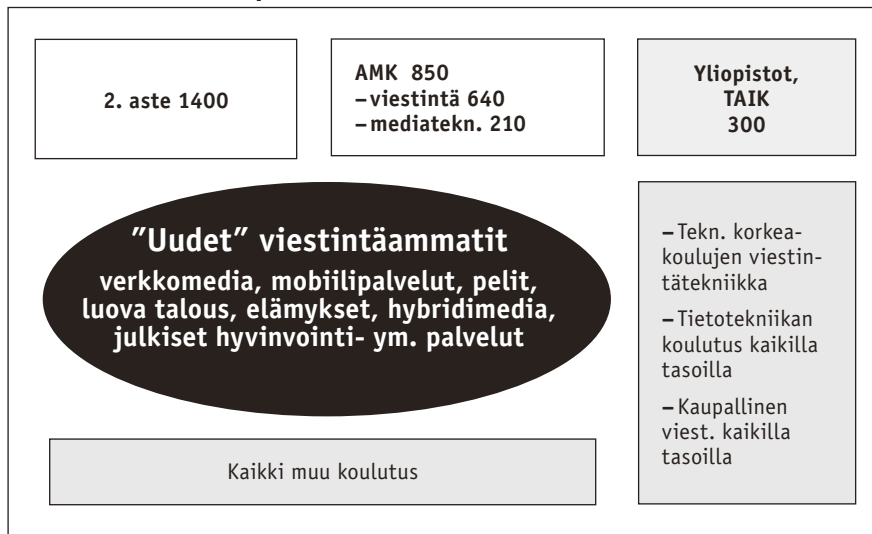 2. aste 1400
AMK 850
– viestintä 640
– mediatekn. 210
Yliopistot,
TAIK
300
"Uudet" viestintäammatit
verkkomedia, mobiilipalvelut, pelit,
luova talous, elämykset, hybridimedia,
julkiset hyvinvointi- ym. palvelut
– Tekn. korkea-
koulujen viestin-
tätekniikka
– Tietotekniikan
koulutus kaikilla
tasoilla
– Kaupallinen
viest. kaikilla
tasoilla
Kaikki muu koulutus